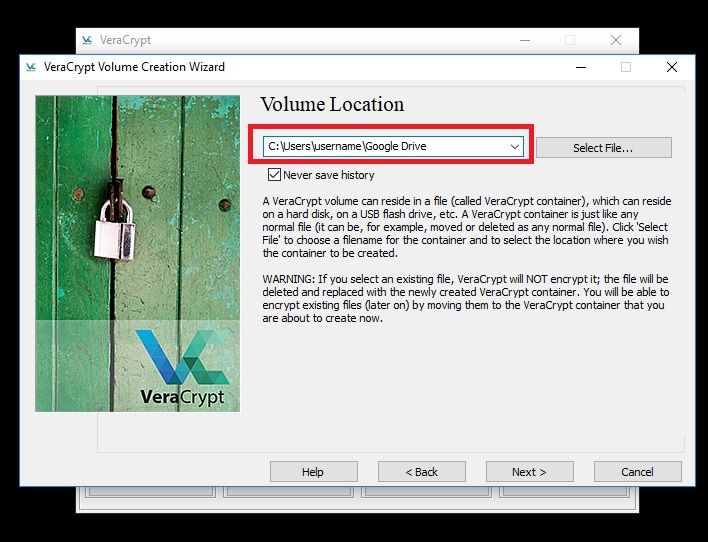 VeraCrypt
VeraCrypt Volume Creation Wizard
Volume Location
C:\Users\username\Google Drive
Select File...
Never save history
A VeraCrypt volume can reside in a file (called VeraCrypt container), which can reside
on a hard disk, on a USB flash drive, etc. A VeraCrypt container is just like any
normal file (it can be, for example, moved or deleted as any normal file). Click 'Select
File' to choose a filename for the container and to select the location where you wish
the container to be created.
WARNING: If you select an existing file, VeraCrypt will NOT encrypt it; the file will be
deleted and replaced with the newly created VeraCrypt container. You will be able to
encrypt existing files (later on) by moving them to the VeraCrypt container that you
are about to create now.
VeraCrypt
Help
< Back
Next >
Cancel